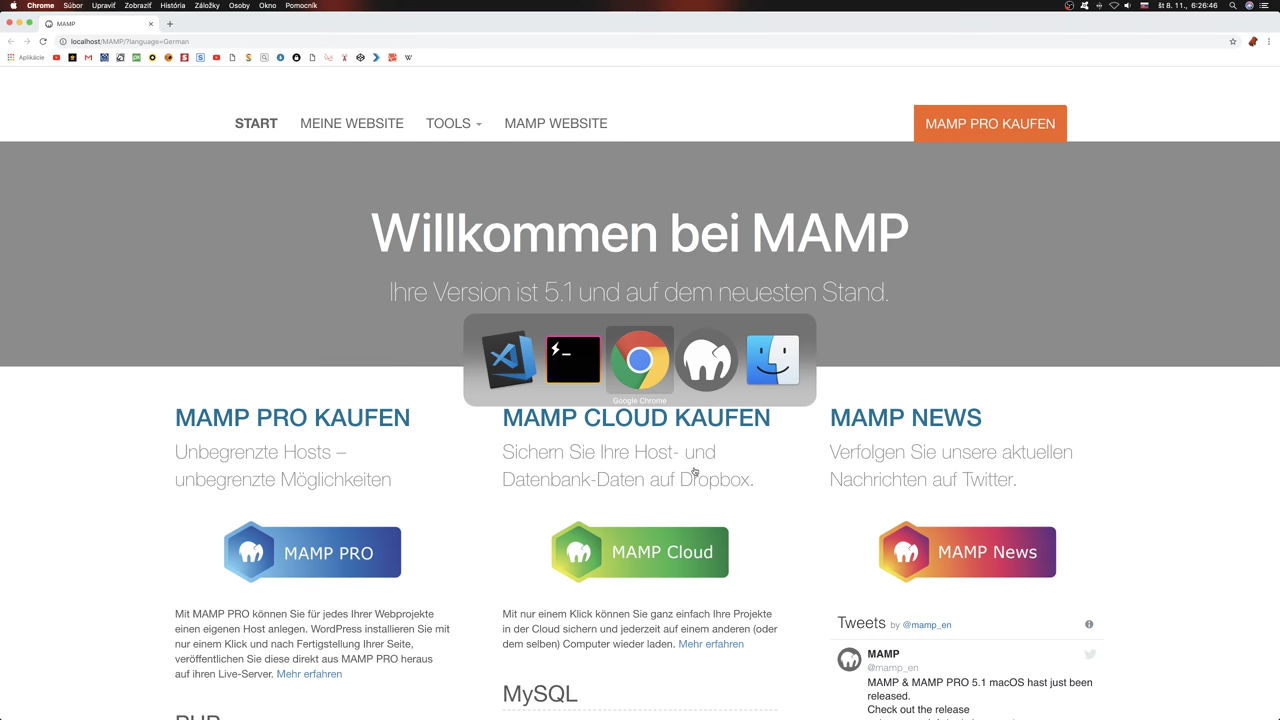 Chrome Súbor Upraviť Zobraziť História Záložky Osoby Okno Pomocník
št 8. 11., 6:26:46
MAMP
localhost/MAMP/?language=German
Aplikácie
START MEINE WEBSITE TOOLS MAMP WEBSITE
MAMP PRO KAUFEN
Willkommen bei MAMP
Ihre Version ist 5.1 und auf dem neuesten Stand.
Google Chrome
MAMP PRO KAUFEN
Unbegrenzte Hosts –
unbegrenzte Möglichkeiten
MAMP PRO
Mit MAMP PRO können Sie für jedes Ihrer Webprojekte
einen eigenen Host anlegen. WordPress installieren Sie mit
nur einem Klick und nach Fertigstellung Ihrer Seite,
veröffentlichen Sie diese direkt aus MAMP PRO heraus
auf ihren Live-Server. Mehr erfahren
PHP
MAMP CLOUD KAUFEN
Sichern Sie Ihre Host- und
Datenbank-Daten auf Dropbox.
MAMP Cloud
Mit nur einem Klick können Sie ganz einfach Ihre Projekte
in der Cloud sichern und jederzeit auf einem anderen (oder
dem selben) Computer wieder laden. Mehr erfahren
MySQL
MAMP NEWS
Verfolgen Sie unsere aktuellen
Nachrichten auf Twitter.
MAMP News
Tweets by @mamp_en
MAMP
@mamp_en
MAMP & MAMP PRO 5.1 macOS hast just been
released.
Check out the release